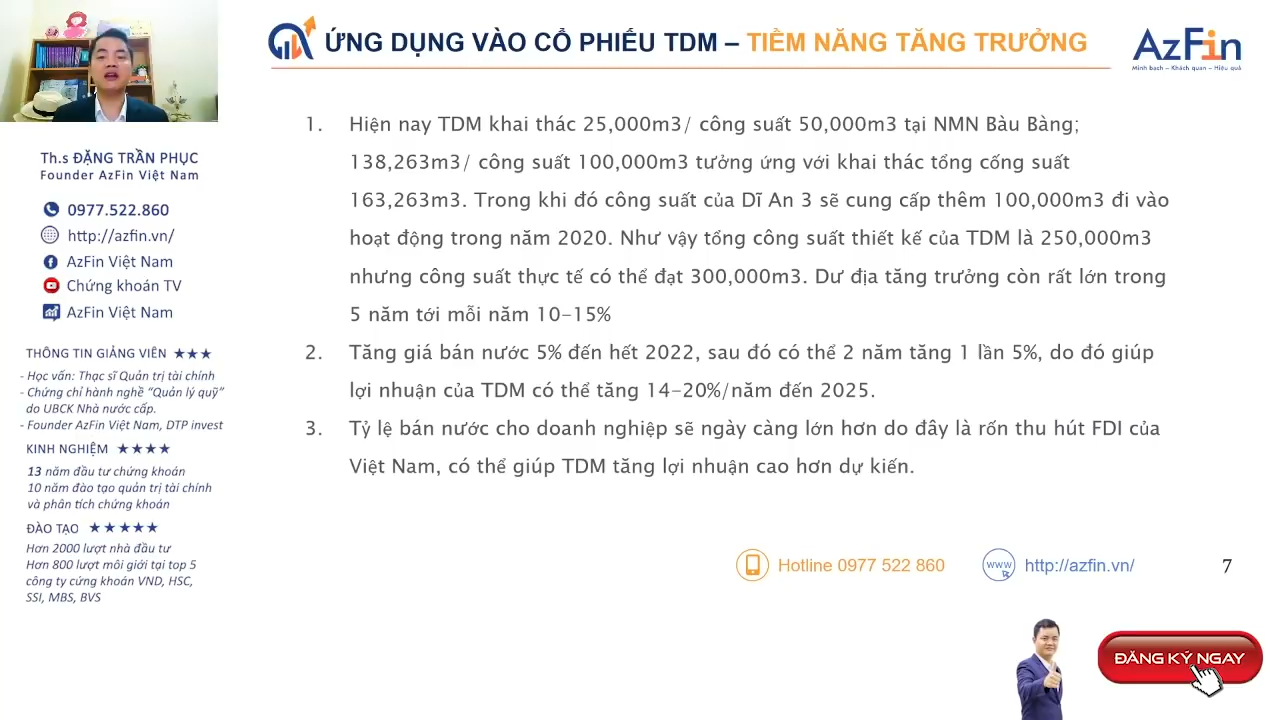 ỨNG DỤNG VÀO CỔ PHIẾU TDM – TIỀM NĂNG TĂNG TRƯỞNG
AzFin
Minh bạch – Khách quan – Hiệu quả
Th.s ĐẶNG TRẦN PHỤC
Founder AzFin Việt Nam
0977.522.860
http://azfin.vn/
AzFin Việt Nam
Chứng khoán TV
AzFin Việt Nam
THÔNG TIN GIẢNG VIÊN ★★★
- Học vấn: Thạc sĩ Quản trị tài chính
- Chứng chỉ hành nghề “Quản lý quỹ”
do UBCK Nhà nước cấp.
- Founder AzFin Việt Nam, DTP invest
KINH NGHIỆM ★★★★
13 năm đầu tư chứng khoán
10 năm đào tạo quản trị tài chính
và phân tích chứng khoán
ĐÀO TẠO ★★★★★
Hơn 2000 lượt nhà đầu tư
Hơn 800 lượt môi giới tại top 5
công ty cứng khoán VND, HSC,
SSI, MBS, BVS
1. Hiện nay TDM khai thác 25,000m3/ công suất 50,000m3 tại NMN Bàu Bàng;
138,263m3/ công suất 100,000m3 tưởng ứng với khai thác tổng cống suất
163,263m3. Trong khi đó công suất của Dĩ An 3 sẽ cung cấp thêm 100,000m3 đi vào
hoạt động trong năm 2020. Như vậy tổng công suất thiết kế của TDM là 250,000m3
nhưng công suất thực tế có thể đạt 300,000m3. Dư địa tăng trưởng còn rất lớn trong
5 năm tới mỗi năm 10–15%
2. Tăng giá bán nước 5% đến hết 2022, sau đó có thể 2 năm tăng 1 lần 5%, do đó giúp
lợi nhuận của TDM có thể tăng 14–20%/năm đến 2025.
3. Tỷ lệ bán nước cho doanh nghiệp sẽ ngày càng lớn hơn do đây là rốn thu hút FDI của
Việt Nam, có thể giúp TDM tăng lợi nhuận cao hơn dự kiến.
Hotline 0977 522 860
www
http://azfin.vn/
7
ĐĂNG KÝ NGAY